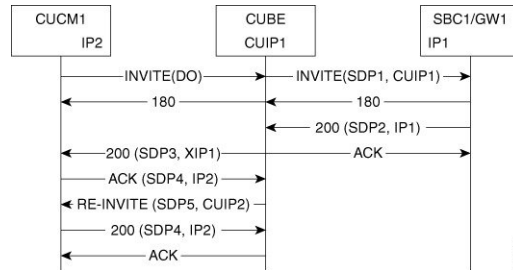 CUCM1
IP2
CUBE
CUIP1
SBC1/GW1
IP1
INVITE(DO)
INVITE(SDP1, CUIP1)
180
180
200 (SDP2, IP1)
200 (SDP3, XIP1)
ACK
ACK (SDP4, IP2)
RE-INVITE (SDP5, CUIP2)
200 (SDP4, IP2)
ACK